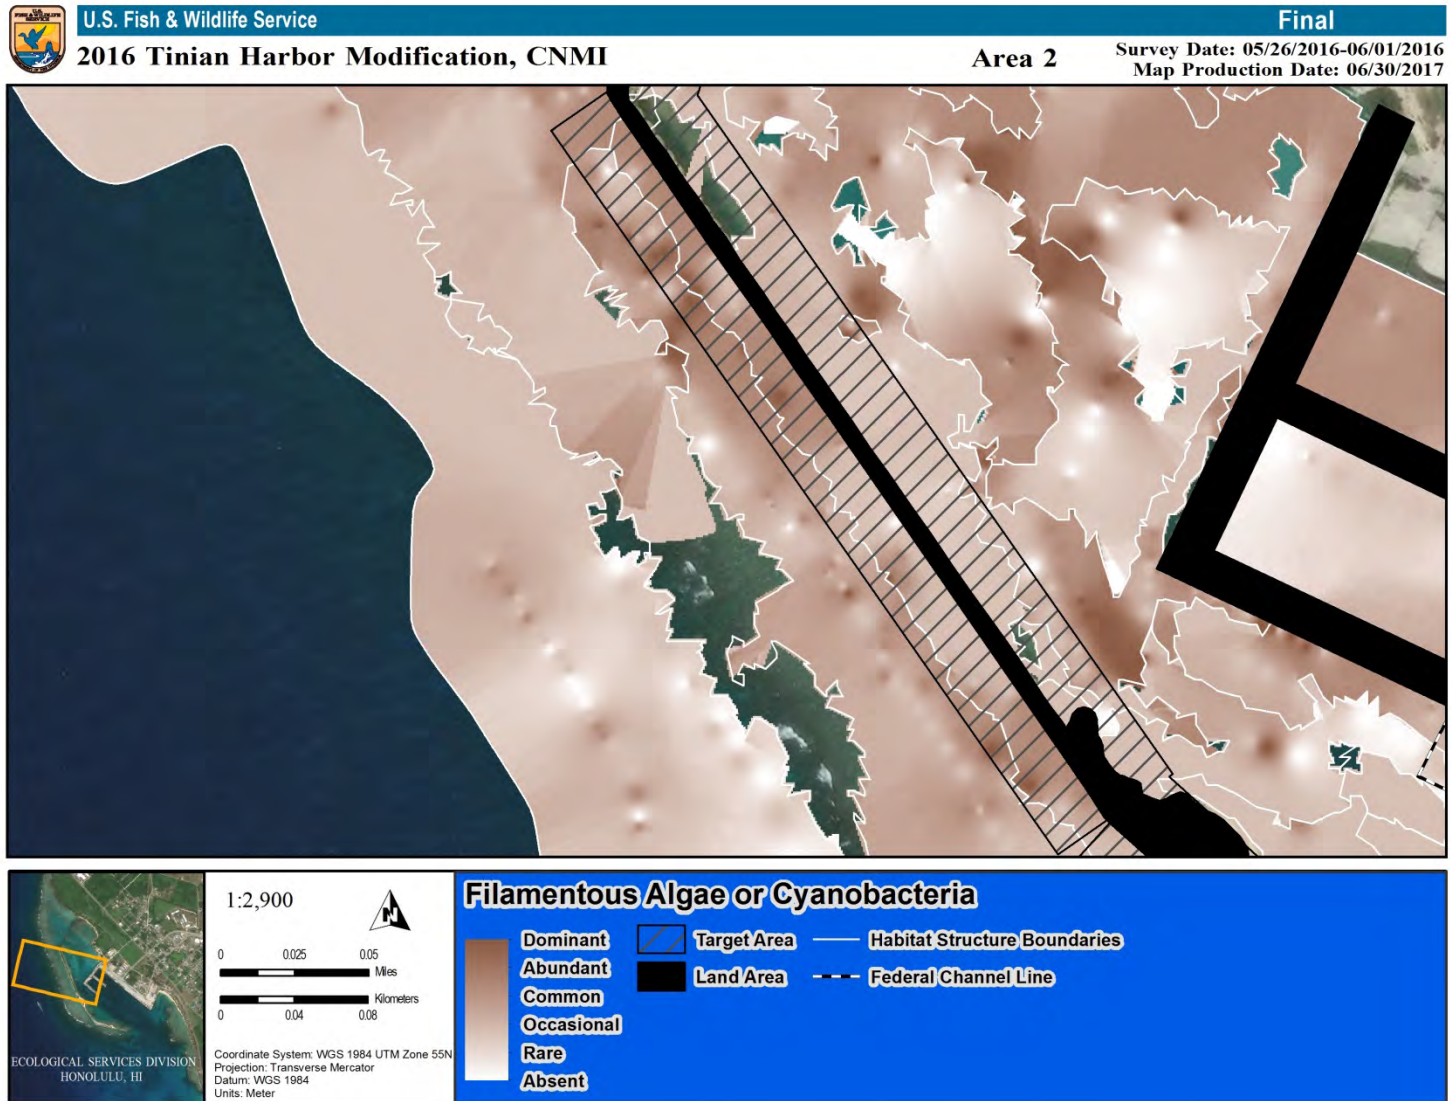 U.S.
FISH & WILDLIFE
SERVICE
U.S. Fish & Wildlife Service
Final
2016 Tinian Harbor Modification, CNMI
Area 2
Survey Date: 05/26/2016-06/01/2016
Map Production Date: 06/30/2017
ECOLOGICAL SERVICES DIVISION
HONOLULU, HI
1:2,900
N
0 0.025 0.05
Miles
Kilometers
0 0.04 0.08
Coordinate System: WGS 1984 UTM Zone 55N
Projection: Transverse Mercator
Datum: WGS 1984
Units: Meter
Filamentous Algae or Cyanobacteria
Dominant
Abundant
Common
Occasional
Rare
Absent
Target Area
Land Area
Habitat Structure Boundaries
Federal Channel Line